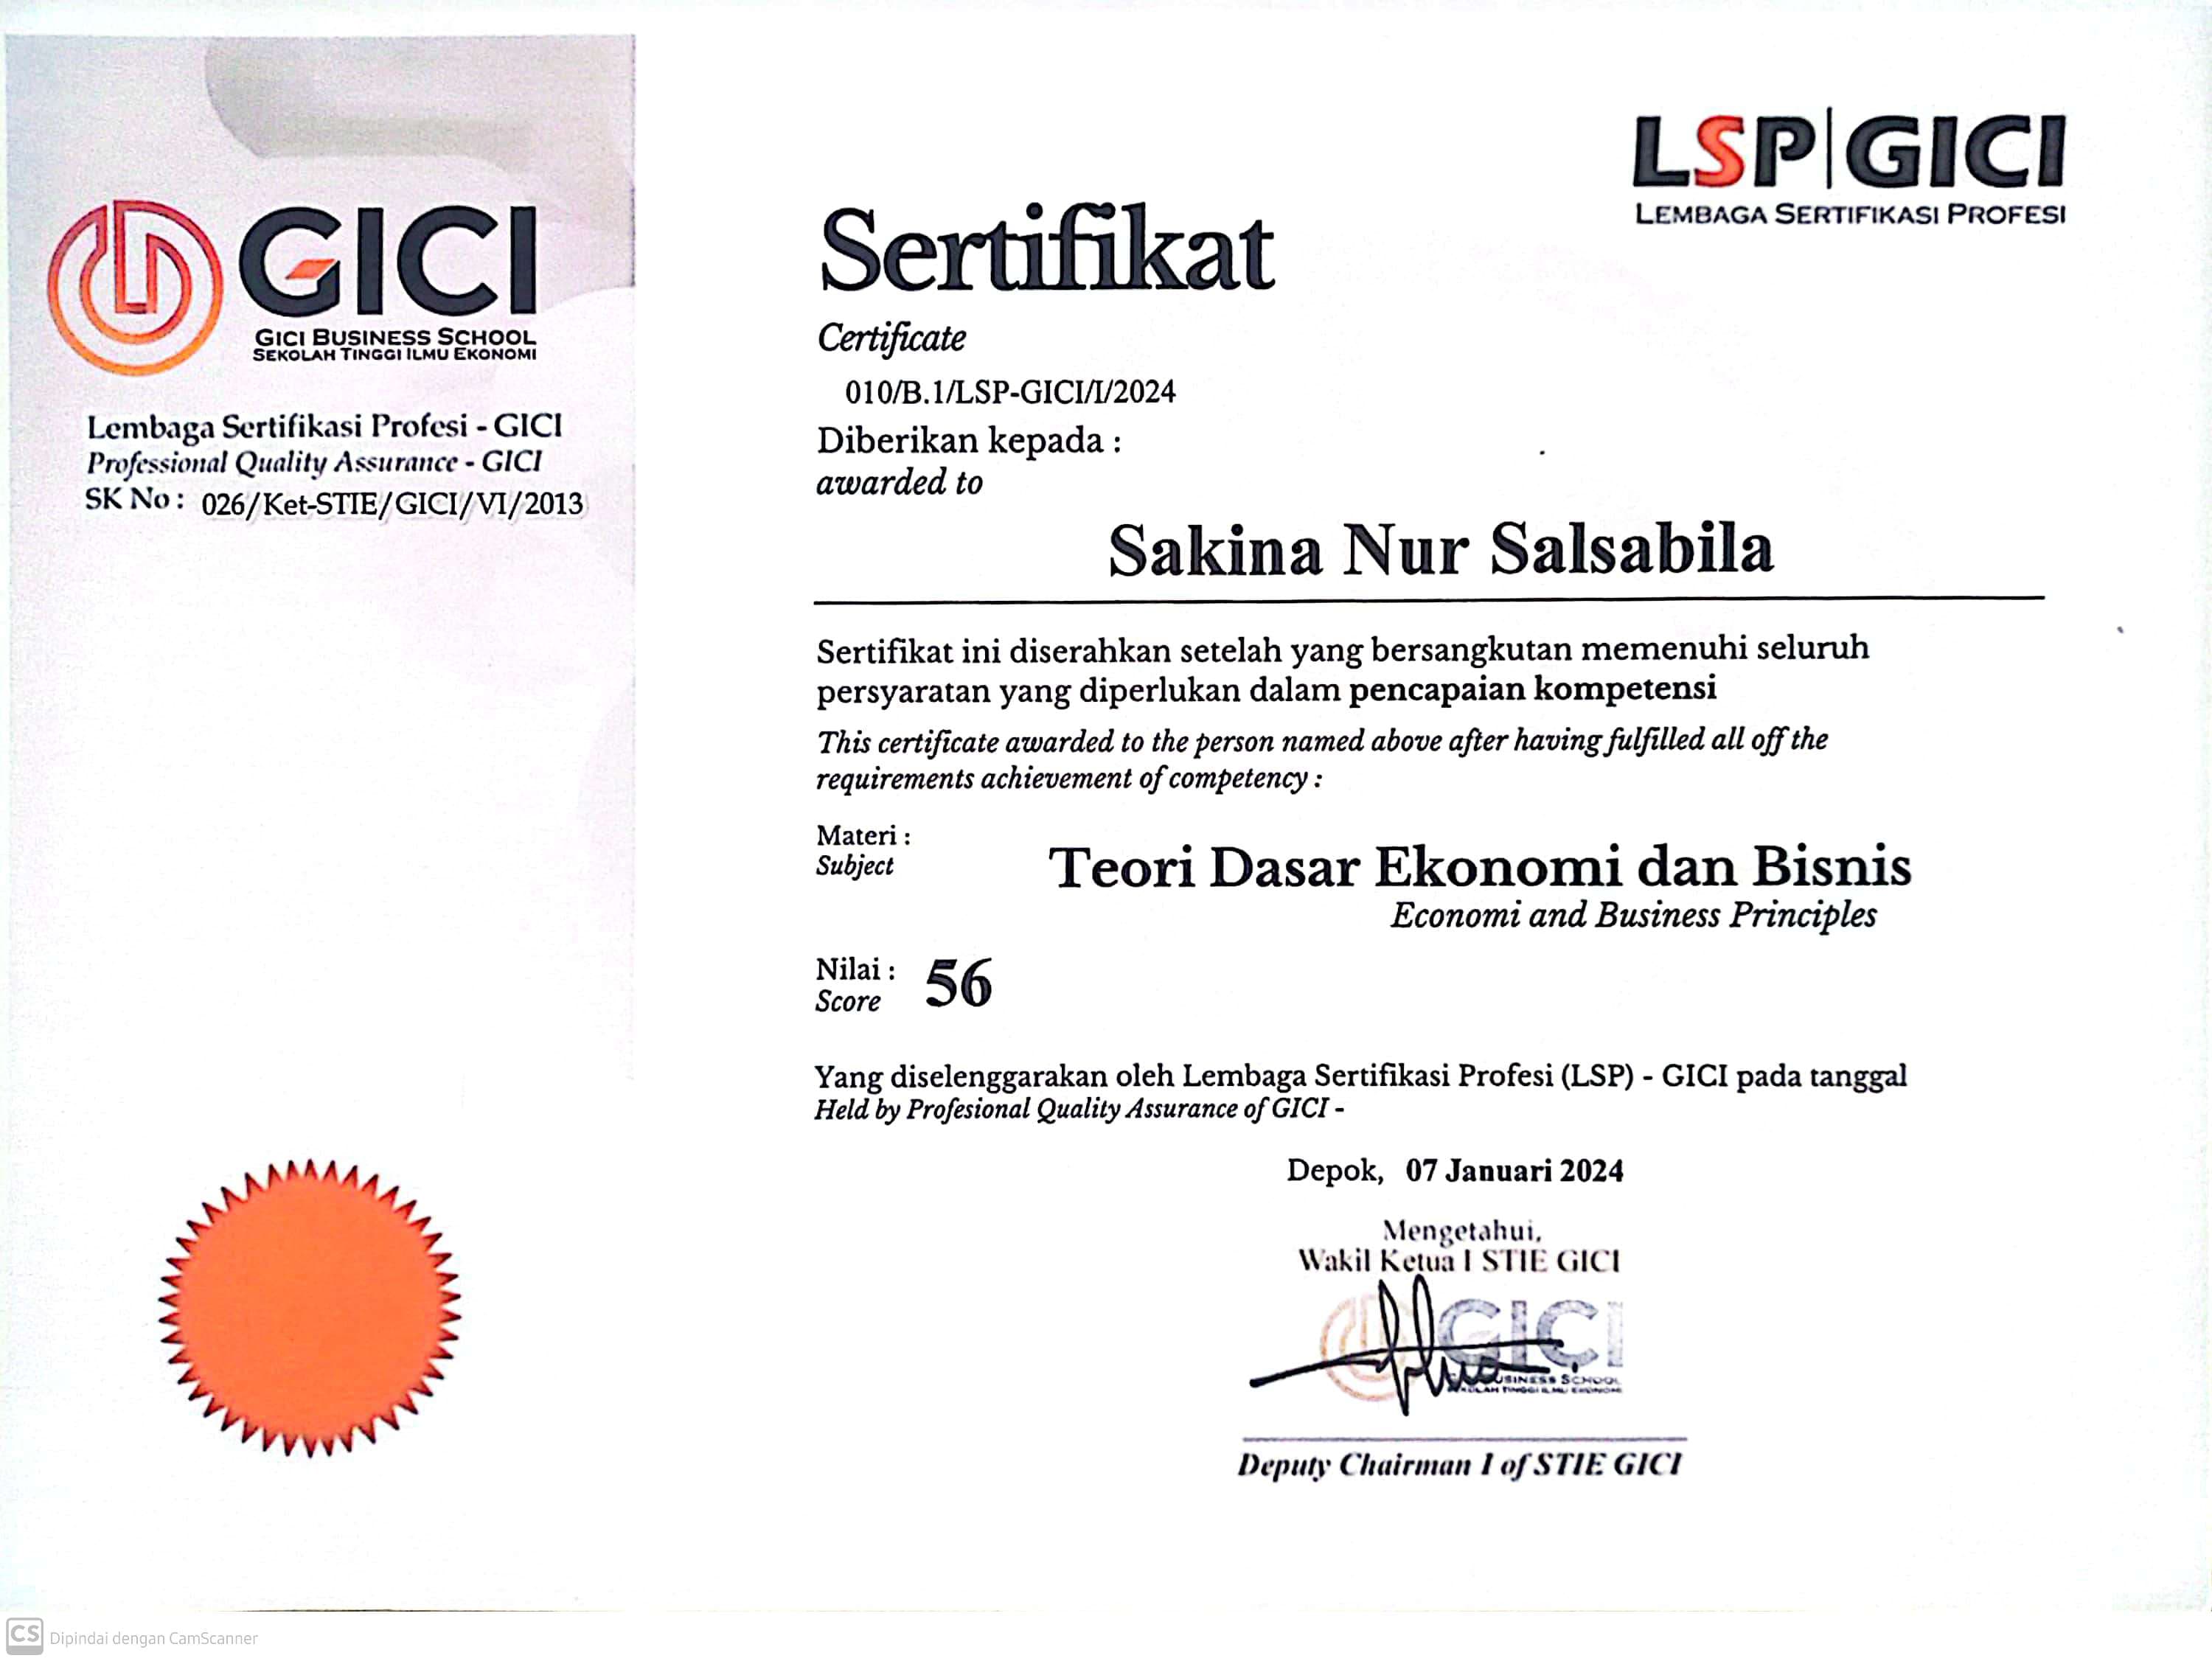 GICI
GICI BUSINESS SCHOOL
SEKOLAH TINGGI ILMU EKONOMI
Lembaga Sertifikasi Profesi - GICI
Professional Quality Assurance - GICI
SK No : 026/Ket-STIE/GICI/VI/2013
LSP|GICI
LEMBAGA SERTIFIKASI PROFESI
Sertifikat
Certificate
010/B.1/LSP-GICI/I/2024
Diberikan kepada :
awarded to
Sakina Nur Salsabila
Sertifikat ini diserahkan setelah yang bersangkutan memenuhi seluruh
persyaratan yang diperlukan dalam pencapaian kompetensi
This certificate awarded to the person named above after having fulfilled all off the
requirements achievement of competency :
Materi :
Subject
Teori Dasar Ekonomi dan Bisnis
Economi and Business Principles
Nilai : 56
Score
Yang diselenggarakan oleh Lembaga Sertifikasi Profesi (LSP) - GICI pada tanggal
Held by Profesional Quality Assurance of GICI -
Depok, 07 Januari 2024
Mengetahui,
Wakil Ketua I STIE GICI
GICI
BUSINESS SCHOOL
SEKOLAH TINGGI ILMU EKONOMI
Deputy Chairman I of STIE GICI
CS Dipindai dengan CamScanner